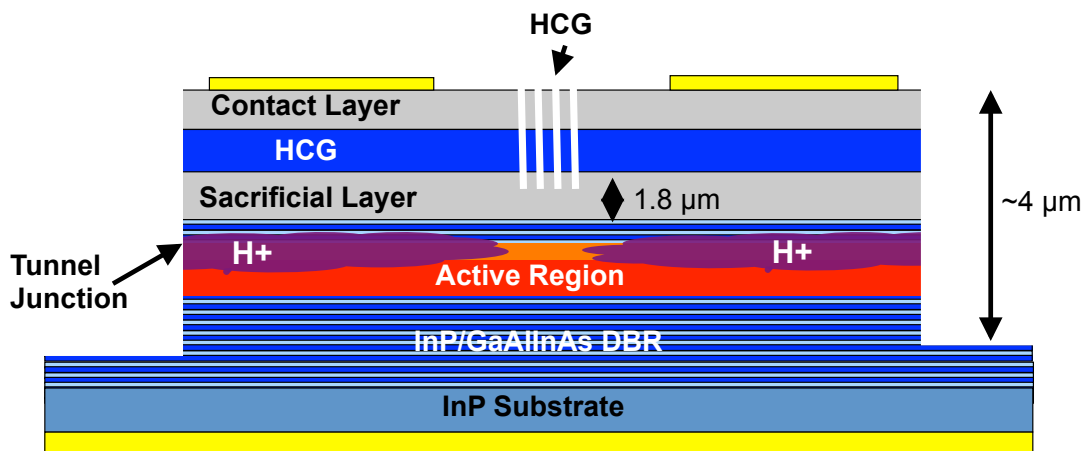 HCG
Contact Layer
HCG
Sacrificial Layer
1.8 µm
~4 µm
H+
H+
Tunnel
Junction
Active Region
InP/GaAlInAs DBR
InP Substrate